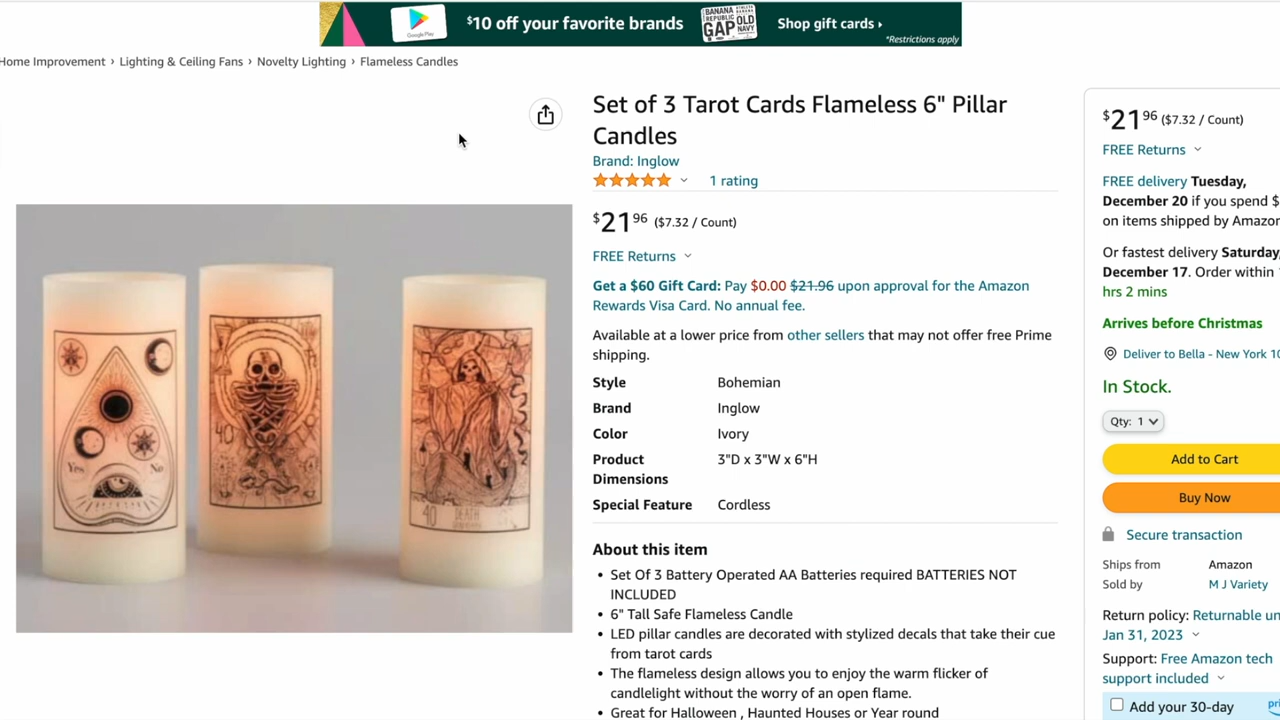 $10 off your favorite brands
Google Play
BANANA REPUBLIC
GAP
OLD NAVY
Shop gift cards ▸
*Restrictions apply
Home Improvement › Lighting & Ceiling Fans › Novelty Lighting › Flameless Candles
Set of 3 Tarot Cards Flameless 6" Pillar
Candles
Brand: Inglow
1 rating
$21 96 ($7.32 / Count)
FREE Returns
Get a $60 Gift Card: Pay $0.00 $21.96 upon approval for the Amazon
Rewards Visa Card. No annual fee.
Available at a lower price from other sellers that may not offer free Prime
shipping.
Style Bohemian
Brand Inglow
Color Ivory
Product 3"D x 3"W x 6"H
Dimensions
Special Feature Cordless
About this item
• Set Of 3 Battery Operated AA Batteries required BATTERIES NOT
INCLUDED
• 6" Tall Safe Flameless Candle
• LED pillar candles are decorated with stylized decals that take their cue
from tarot cards
• The flameless design allows you to enjoy the warm flicker of
candlelight without the worry of an open flame.
• Great for Halloween , Haunted Houses or Year round
Yes No
40
40 DEATH
$21 96 ($7.32 / Count)
FREE Returns
FREE delivery Tuesday,
December 20 if you spend $
on items shipped by Amazon
Or fastest delivery Saturday,
December 17. Order within
hrs 2 mins
Arrives before Christmas
Deliver to Bella - New York 10
In Stock.
Qty: 1
Add to Cart
Buy Now
Secure transaction
Ships from Amazon
Sold by M J Variety
Return policy: Returnable un
Jan 31, 2023
Support: Free Amazon tech
support included
Add your 30-day pri